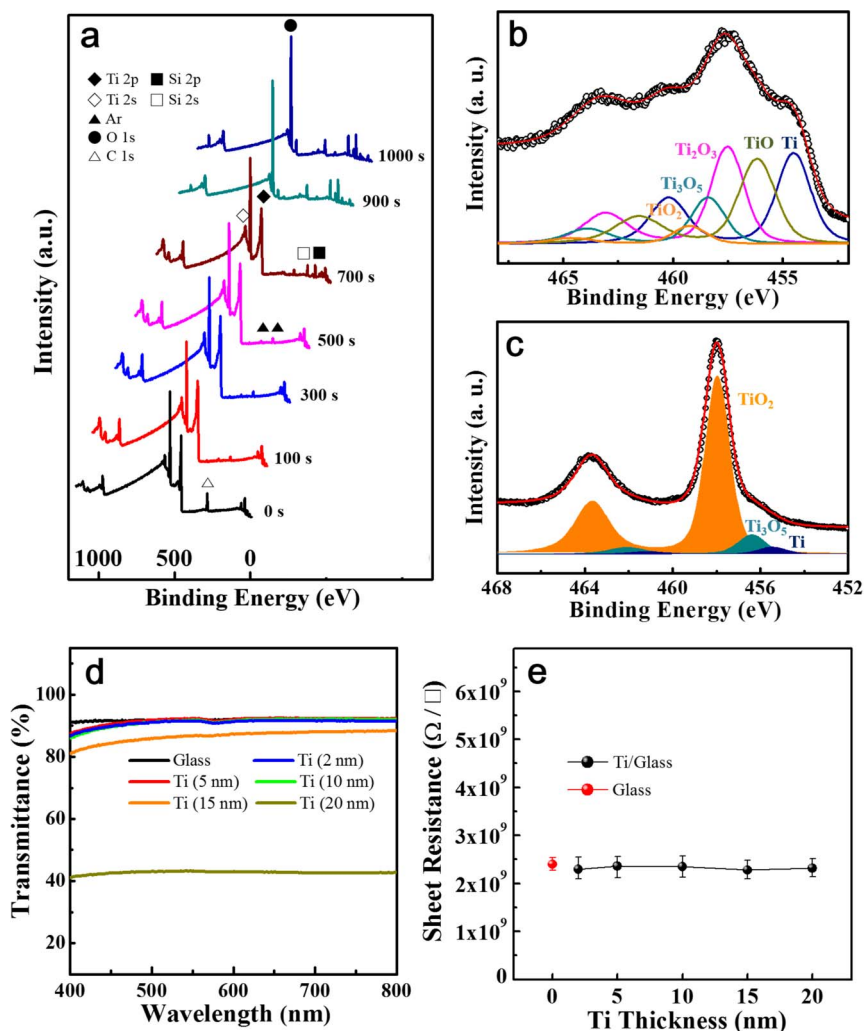 a
◆ Ti 2p ■ Si 2p
◇ Ti 2s □ Si 2s
▲ Ar
● O 1s
△ C 1s
1000 s
900 s
700 s
500 s
300 s
100 s
0 s
1000 500 0
Binding Energy (eV)
Intensity (a.u.)
b
Ti₂O₃
TiO
Ti
Ti₃O₅
TiO₂
465 460 455
Binding Energy (eV)
Intensity (a. u.)
c
TiO₂
Ti₃O₅
Ti
468 464 460 456 452
Binding Energy (eV)
Intensity (a. u.)
d
100
80
60
40
20
Glass Ti (2 nm)
Ti (5 nm) Ti (10 nm)
Ti (15 nm) Ti (20 nm)
400 500 600 700 800
Wavelength (nm)
Transmittance (%)
e
6x10⁹
5x10⁹
4x10⁹
3x10⁹
2x10⁹
1x10⁹
0
Ti/Glass
Glass
0 5 10 15 20
Ti Thickness (nm)
Sheet Resistance (Ω / □)